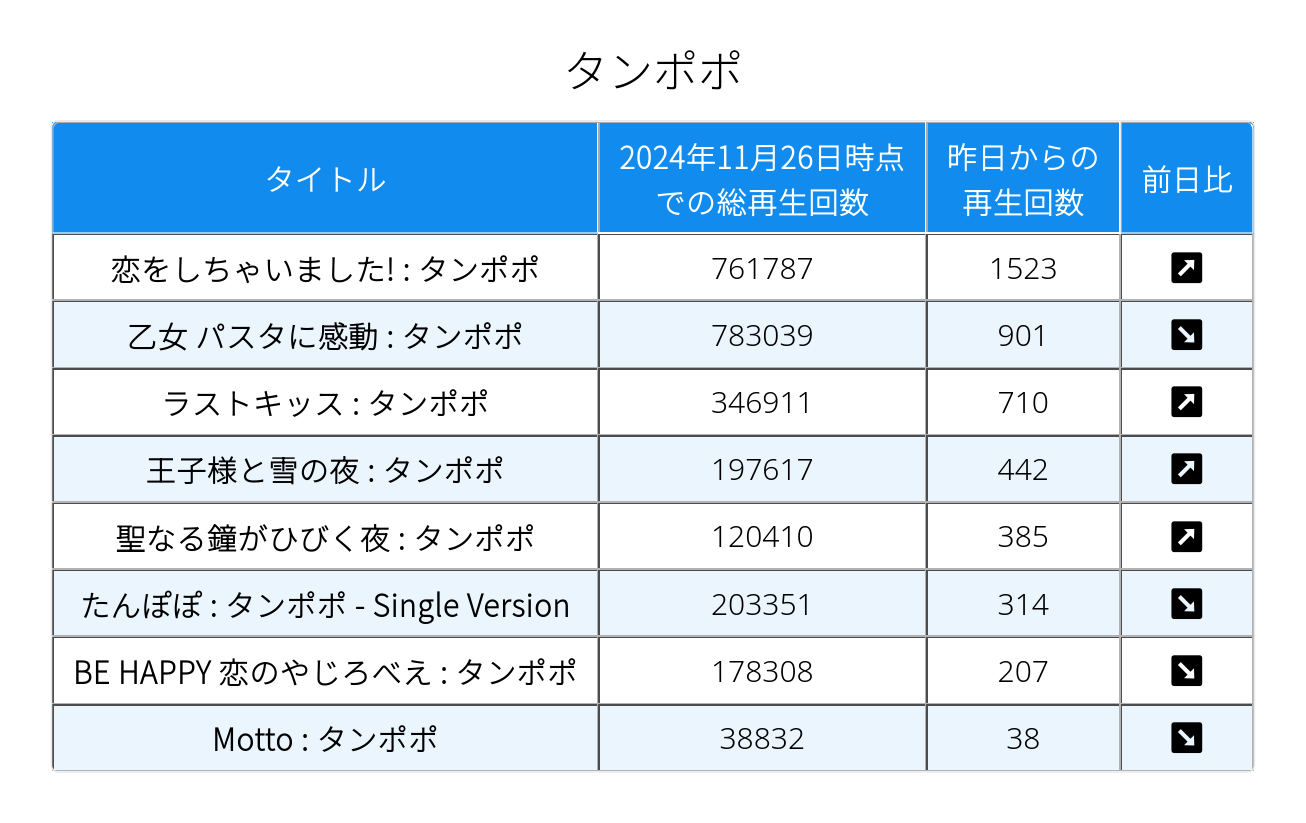 タンポポ
タイトル 2024年11月26日時点での総再生回数 昨日からの再生回数 前日比
恋をしちゃいました! : タンポポ 761787 1523 ↗
乙女 パスタに感動 : タンポポ 783039 901 ↘
ラストキッス : タンポポ 346911 710 ↗
王子様と雪の夜 : タンポポ 197617 442 ↗
聖なる鐘がひびく夜 : タンポポ 120410 385 ↗
たんぽぽ : タンポポ - Single Version 203351 314 ↘
BE HAPPY 恋のやじろべえ : タンポポ 178308 207 ↘
Motto : タンポポ 38832 38 ↘